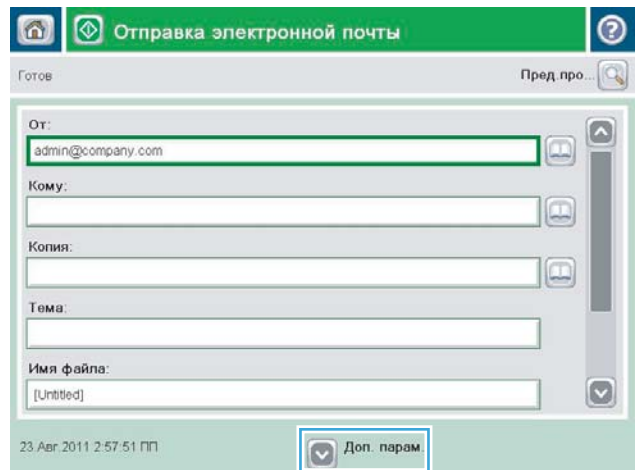 Отправка электронной почты
Готов
Пред.про...
От:
admin@company.com
Кому:
Копия:
Тема:
Имя файла:
[Untitled]
23 Авг 2011 2:57:51 ПП
Доп. парам.